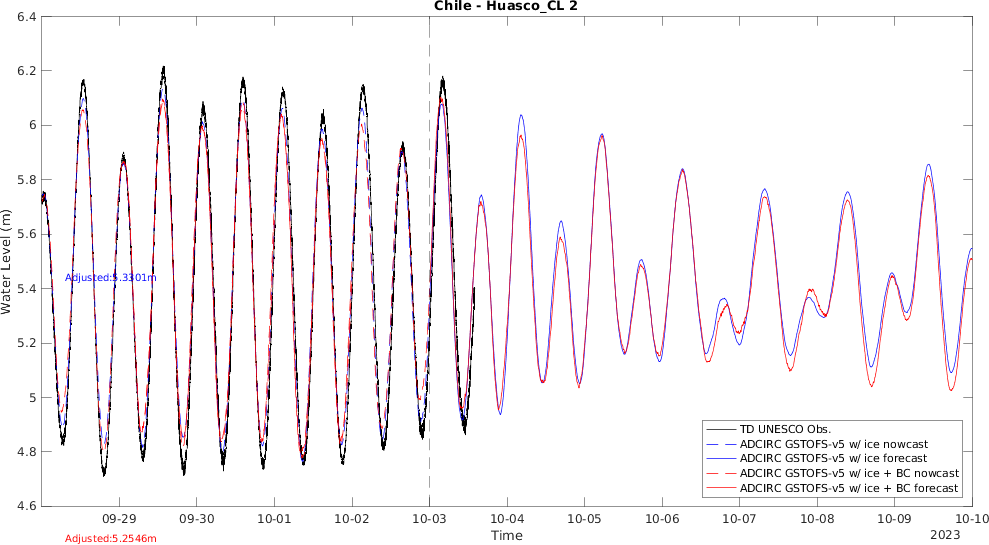 Chile - Huasco_CL 2
6.4
6.2
6
5.8
5.6
5.4
5.2
5
4.8
4.6
Water Level (m)
Adjusted:5.3301m
TD UNESCO Obs.
ADCIRC GSTOFS-v5 w/ ice nowcast
ADCIRC GSTOFS-v5 w/ ice forecast
ADCIRC GSTOFS-v5 w/ ice + BC nowcast
ADCIRC GSTOFS-v5 w/ ice + BC forecast
09-29 09-30 10-01 10-02 10-03 10-04 10-05 10-06 10-07 10-08 10-09 10-10
Time
2023
Adjusted:5.2546m